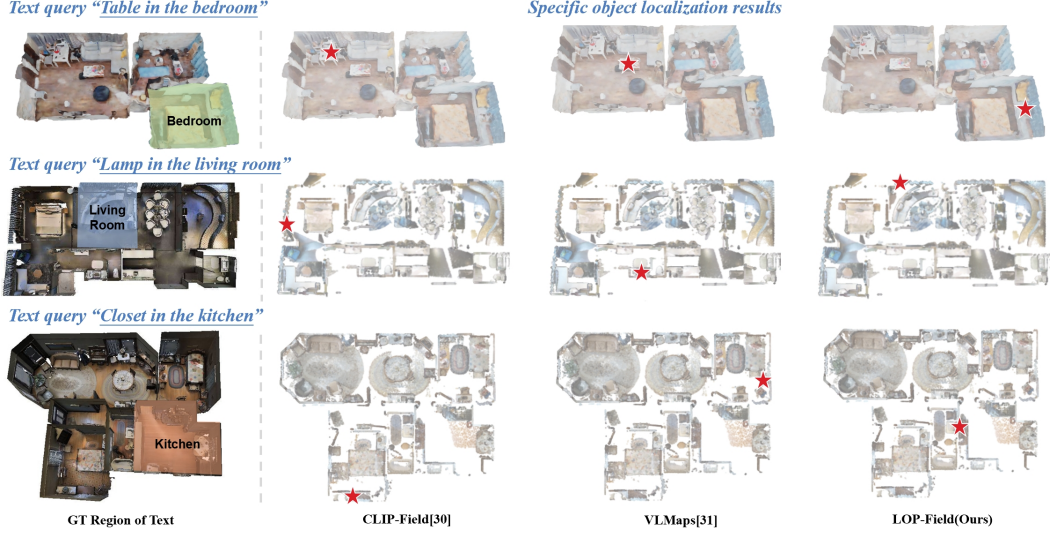 Text query “Table in the bedroom”
Specific object localization results
Bedroom
Text query “Lamp in the living room”
Living
Room
Text query “Closet in the kitchen”
Kitchen
GT Region of Text
CLIP-Field[30]
VLMaps[31]
LOP-Field(Ours)